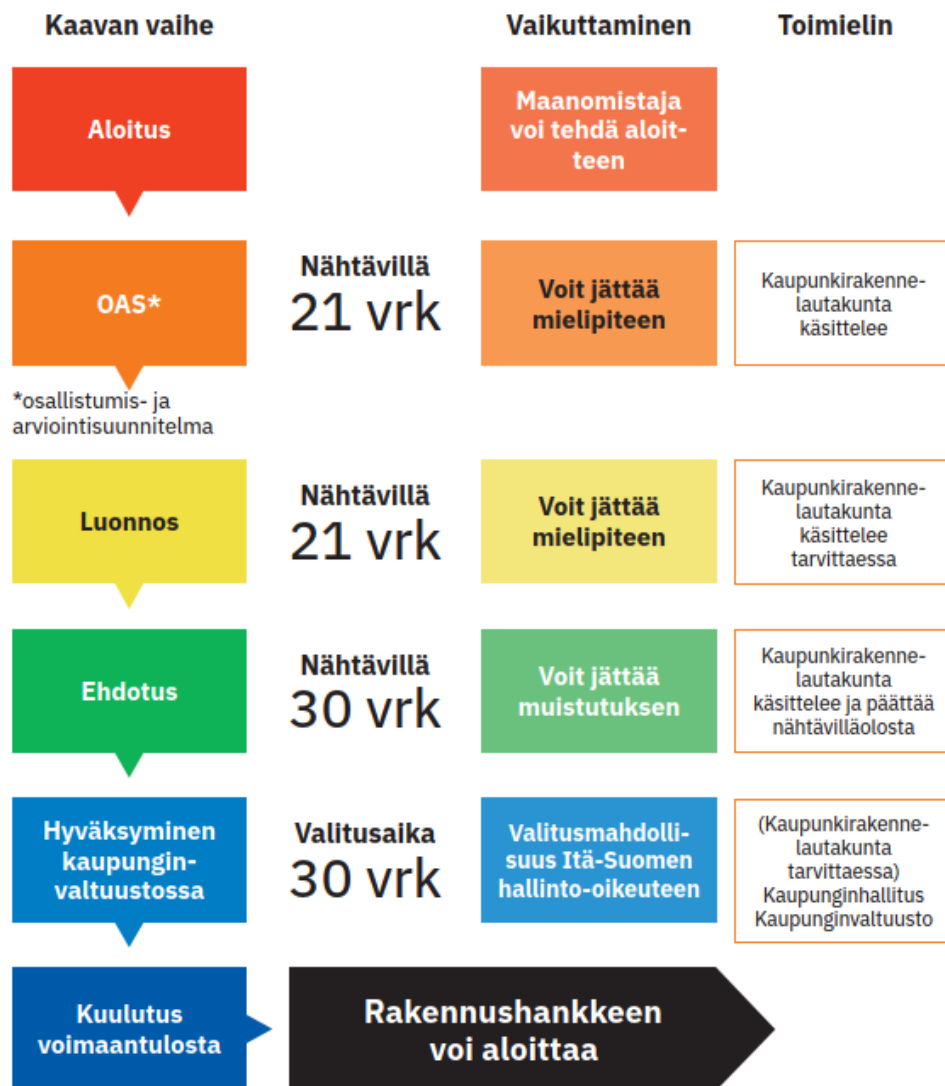 Kaavan vaihe
Vaikuttaminen
Toimielin
Aloitus
Maanomistaja
voi tehdä aloit-
teen
OAS*
Nähtävillä
21 vrk
Voit jättää
mielipiteen
Kaupunkirakenne-
lautakunta
käsittelee
*osallistumis- ja
arviointisuunnitelma
Luonnos
Nähtävillä
21 vrk
Voit jättää
mielipiteen
Kaupunkirakenne-
lautakunta
käsittelee
tarvittaessa
Ehdotus
Nähtävillä
30 vrk
Voit jättää
muistutuksen
Kaupunkirakenne-
lautakunta
käsittelee ja päättää
nähtävilläolosta
Hyväksyminen
kaupungin-
valtuustossa
Valitusaika
30 vrk
Valitusmahdolli-
suus Itä-Suomen
hallinto-oikeuteen
(Kaupunkirakenne-
lautakunta
tarvittaessa)
Kaupunginhallitus
Kaupunginvaltuusto
Kuulutus
voimaantulosta
Rakennushankkeen
voi aloittaa